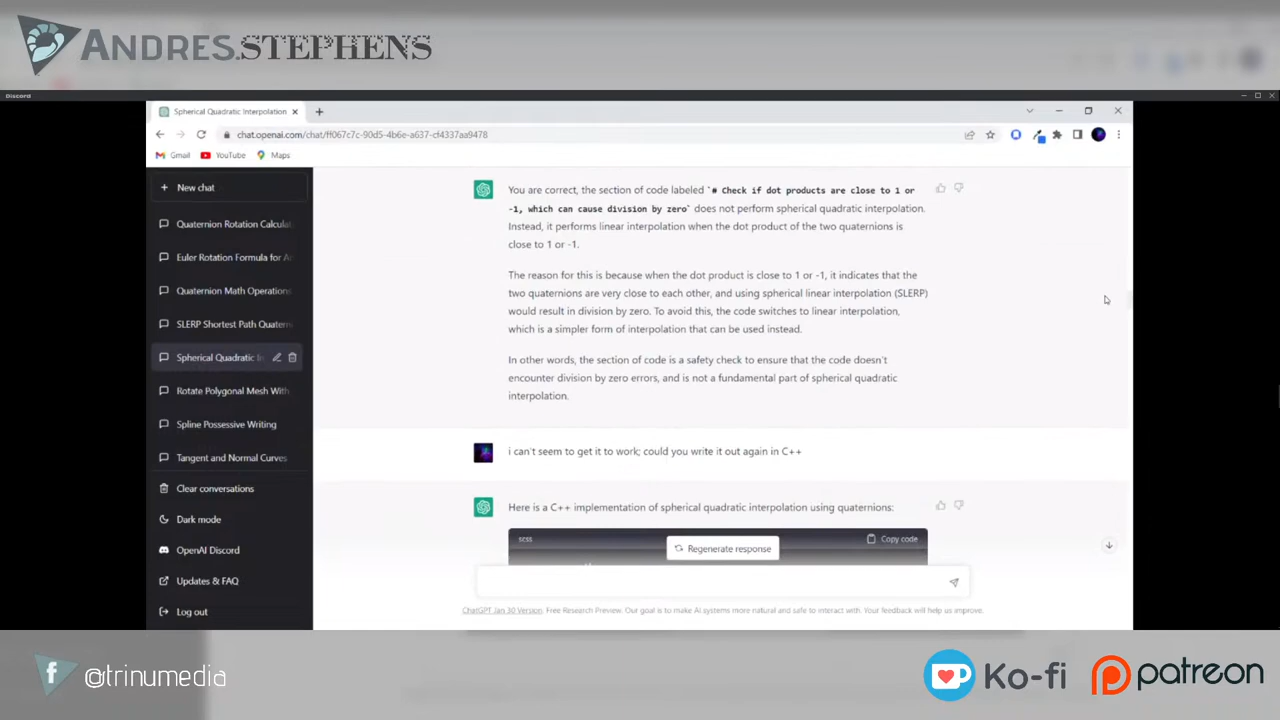 ANDRES.STEPHENS
Discord
Spherical Quadratic Interpolation
chat.openai.com/chat/ff067c7c-90d5-4b6e-a637-cf4337aa9478
Gmail YouTube Maps
New chat
Quaternion Rotation Calculat
Euler Rotation Formula for Ar
Quaternion Math Operations
SLERP Shortest Path Quatern
Spherical Quadratic In
Rotate Polygonal Mesh With
Spline Possessive Writing
Tangent and Normal Curves
Clear conversations
Dark mode
OpenAI Discord
Updates & FAQ
Log out
You are correct, the section of code labeled `# Check if dot products are close to 1 or
-1, which can cause division by zero` does not perform spherical quadratic interpolation.
Instead, it performs linear interpolation when the dot product of the two quaternions is
close to 1 or -1.
The reason for this is because when the dot product is close to 1 or -1, it indicates that the
two quaternions are very close to each other, and using spherical linear interpolation (SLERP)
would result in division by zero. To avoid this, the code switches to linear interpolation,
which is a simpler form of interpolation that can be used instead.
In other words, the section of code is a safety check to ensure that the code doesn't
encounter division by zero errors, and is not a fundamental part of spherical quadratic
interpolation.
i can't seem to get it to work; could you write it out again in C++
Here is a C++ implementation of spherical quadratic interpolation using quaternions:
scss
Copy code
Regenerate response
ChatGPT Jan 30 Version. Free Research Preview. Our goal is to make AI systems more natural and safe to interact with. Your feedback will help us improve.
@trinumedia
Ko-fi
patreon